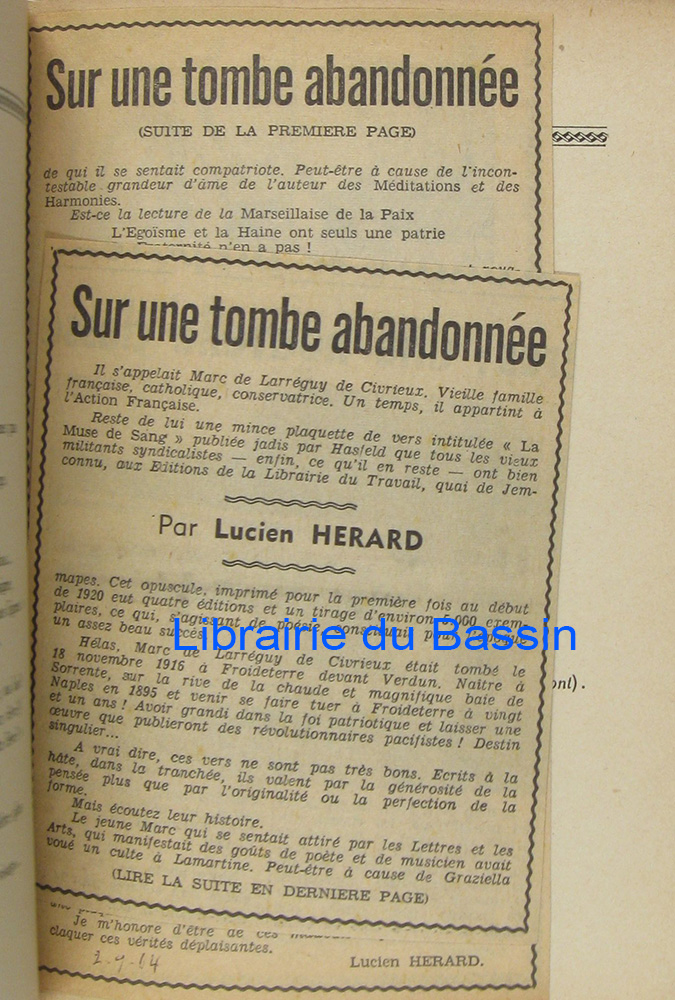 Sur une tombe abandonnée
(SUITE DE LA PREMIERE PAGE)
de qui il se sentait compatriote. Peut-être à cause de l'incon-
testable grandeur d'âme de l'auteur des Méditations et des
Harmonies.
Est-ce la lecture de la Marseillaise de la Paix
L'Egoïsme et la Haine ont seuls une patrie
Fraternité n'en a pas !
Sur une tombe abandonnée
Il s'appelait Marc de Larréguy de Civrieux. Vieille famille
française, catholique, conservatrice. Un temps, il appartint à
l'Action Française.
Reste de lui une mince plaquette de vers intitulée « La
Muse de Sang » publiée jadis par Hasfeld que tous les vieux
militants syndicalistes — enfin, ce qu'il en reste — ont bien
connu, aux Editions de la Librairie du Travail, quai de Jem-
Par Lucien HERARD
mapes. Cet opuscule, imprimé pour la première fois au début
de 1920 eut quatre éditions et un tirage d'environ 5.000 exem-
plaires, ce qui, s'agissant de poésie, constituait pour l'époque
un assez beau succès.
Librairie du Bassin
Hélas, Marc de Larréguy de Civrieux était tombé le
18 novembre 1916 à Froideterre devant Verdun. Naître à
Sorrente, sur la rive de la chaude et magnifique baie de
Naples en 1895 et venir se faire tuer à Froideterre à vingt
et un ans ! Avoir grandi dans la foi patriotique et laisser une
œuvre que publieront des révolutionnaires pacifistes ! Destin
singulier...
A vrai dire, ces vers ne sont pas très bons. Ecrits à la
hâte, dans la tranchée, ils valent par la générosité de la
pensée plus que par l'originalité ou la perfection de la
forme.
Mais écoutez leur histoire.
Le jeune Marc qui se sentait attiré par les Lettres et les
Arts, qui manifestait des goûts de poète et de musicien avait
voué un culte à Lamartine. Peut-être à cause de Graziella
(LIRE LA SUITE EN DERNIERE PAGE)
Je m'honore d'être de ces
claquer ces vérités déplaisantes.
Lucien HERARD.
ont).